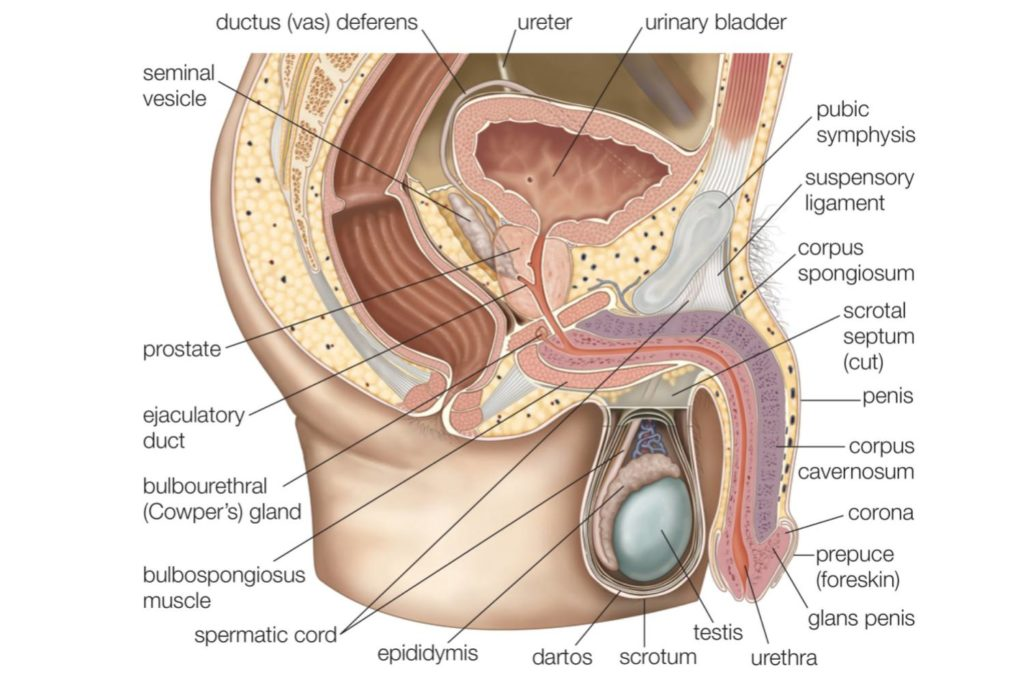 ductus (vas) deferens
ureter
urinary bladder
seminal
vesicle
pubic
symphysis
suspensory
ligament
corpus
spongiosum
scrotal
septum
(cut)
prostate
penis
ejaculatory
duct
corpus
cavernosum
bulbourethral
(Cowper's) gland
corona
prepuce
(foreskin)
bulbospongiosus
muscle
glans penis
spermatic cord
epididymis
dartos
scrotum
testis
urethra